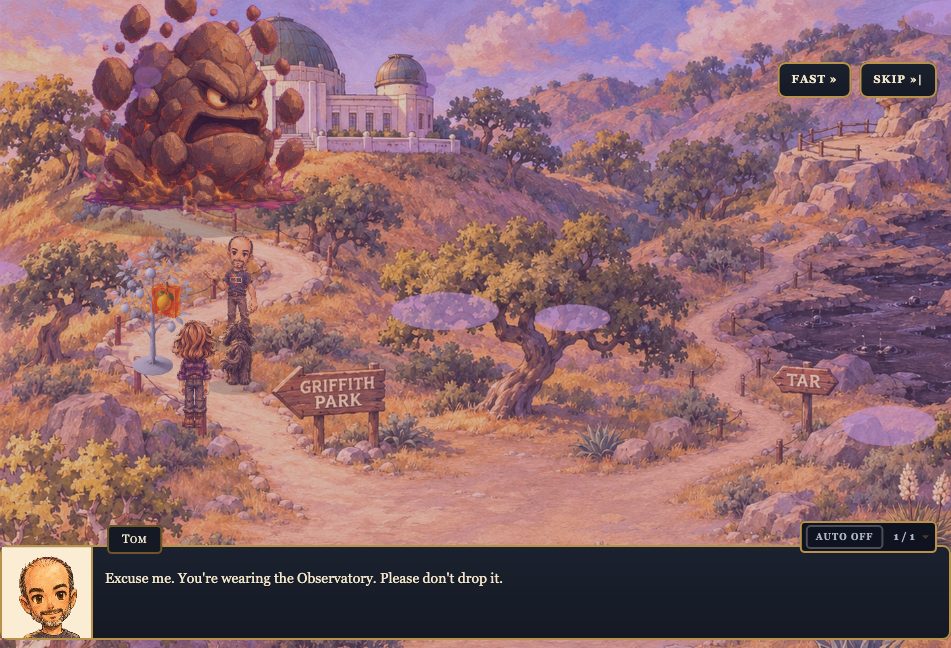 FAST »
SKIP »|
GRIFFITH
PARK
TAR
Tom
AUTO OFF
1 / 1
Excuse me. You're wearing the Observatory. Please don't drop it.